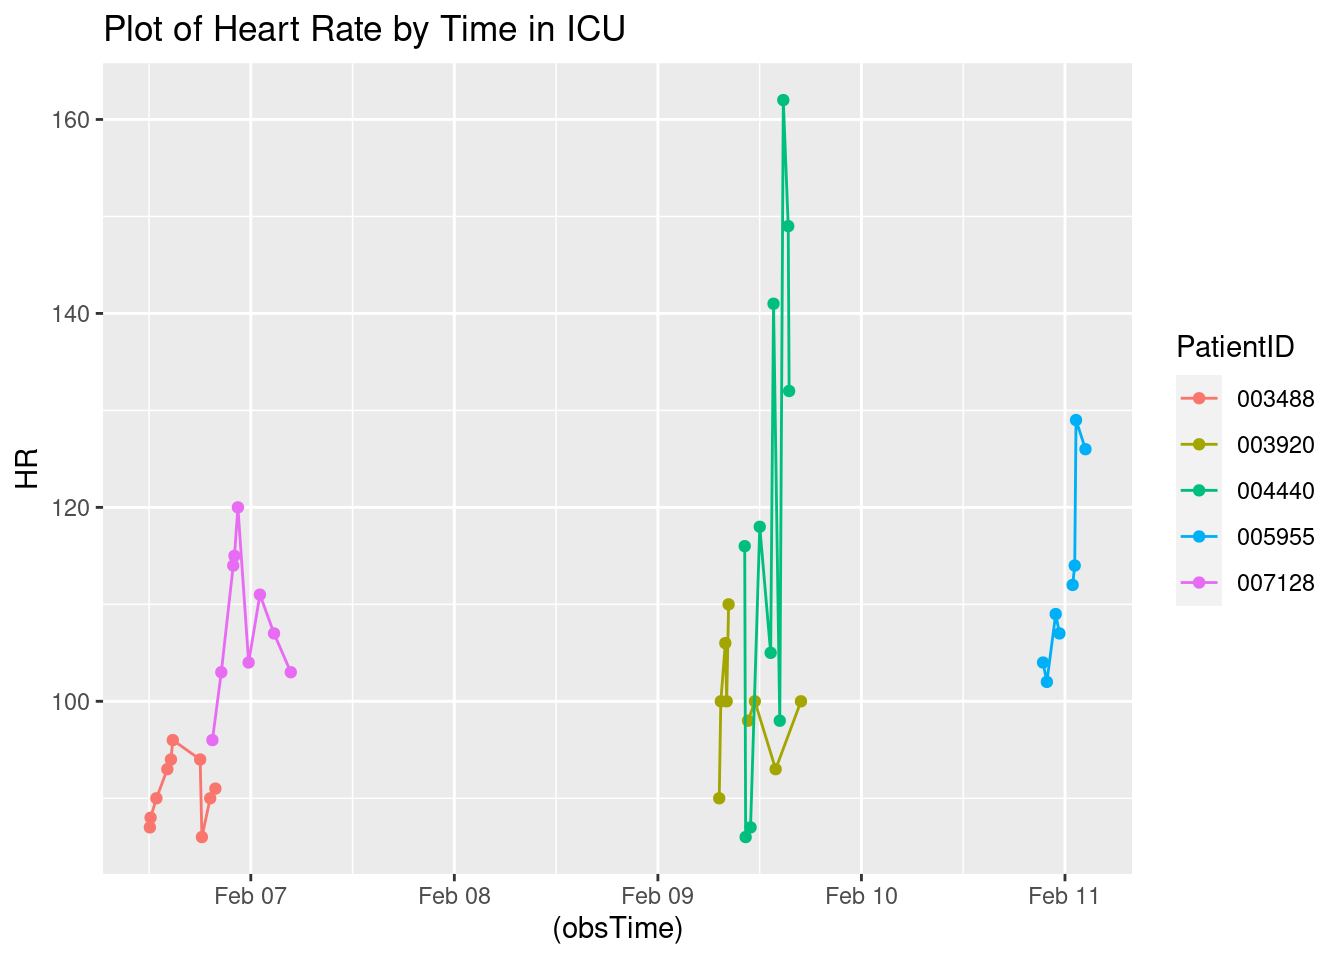 Plot of Heart Rate by Time in ICU
160
140
120
100
HR
Feb 07
Feb 08
Feb 09
Feb 10
Feb 11
(obsTime)
PatientID
003488
003920
004440
005955
007128